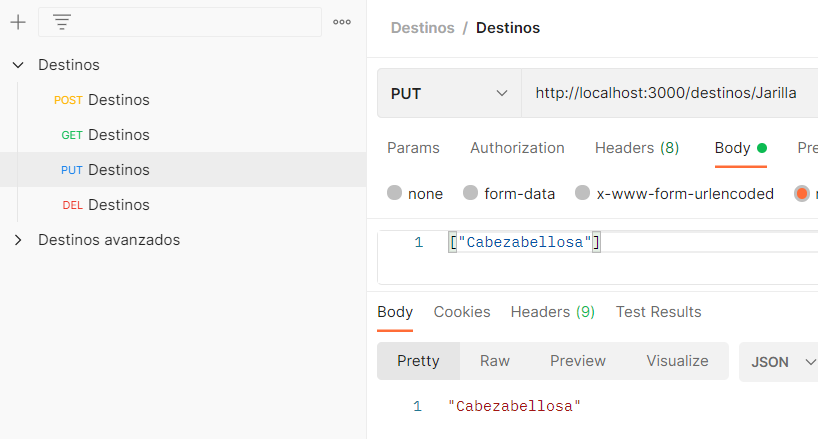 Destinos
POST Destinos
GET Destinos
PUT Destinos
DEL Destinos
Destinos avanzados
Destinos / Destinos
PUT http://localhost:3000/destinos/Jarilla
Params Authorization Headers (8) Body Pre
none form-data x-www-form-urlencoded
1 ["Cabezabellosa"]
Body Cookies Headers (9) Test Results
Pretty Raw Preview Visualize JSON
1 "Cabezabellosa"